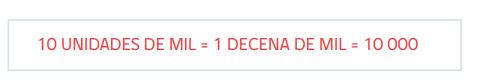 10 UNIDADES DE MIL = 1 DECENA DE MIL = 10 000